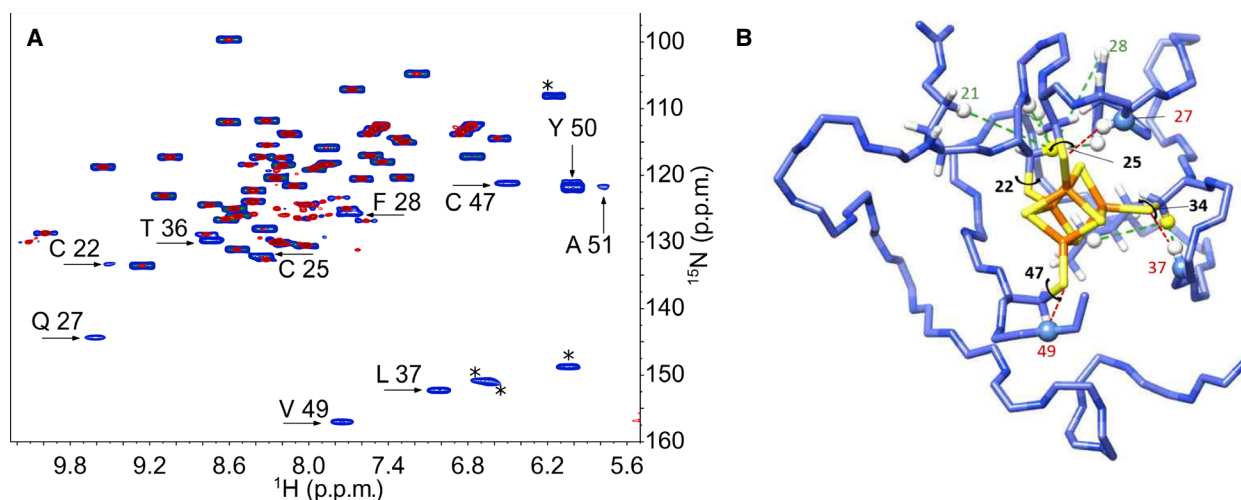 A
B
100
110
120
130
140
150
160
¹⁵N (p.p.m.)
9.8 9.2 8.6 8.0 7.4 6.8 6.2 5.6
¹H (p.p.m.)
*
Y 50
C 47
F 28
A 51
T 36
C 22
C 25
Q 27
L 37
*
*
*
V 49
28
21
27
25
22
34
47
37
49